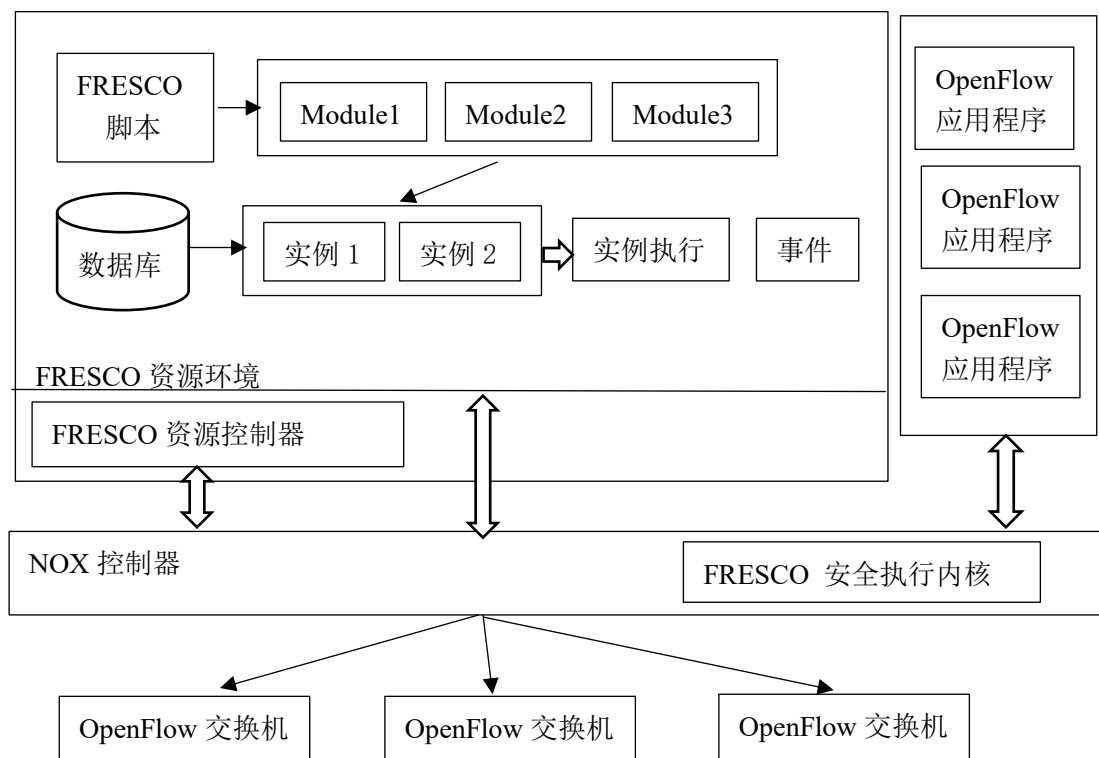 FRESCO
脚本
Module1
Module2
Module3
数据库
实例 1
实例 2
实例执行
事件
FRESCO 资源环境
FRESCO 资源控制器
OpenFlow
应用程序
OpenFlow
应用程序
OpenFlow
应用程序
NOX 控制器
FRESCO 安全执行内核
OpenFlow 交换机
OpenFlow 交换机
OpenFlow 交换机